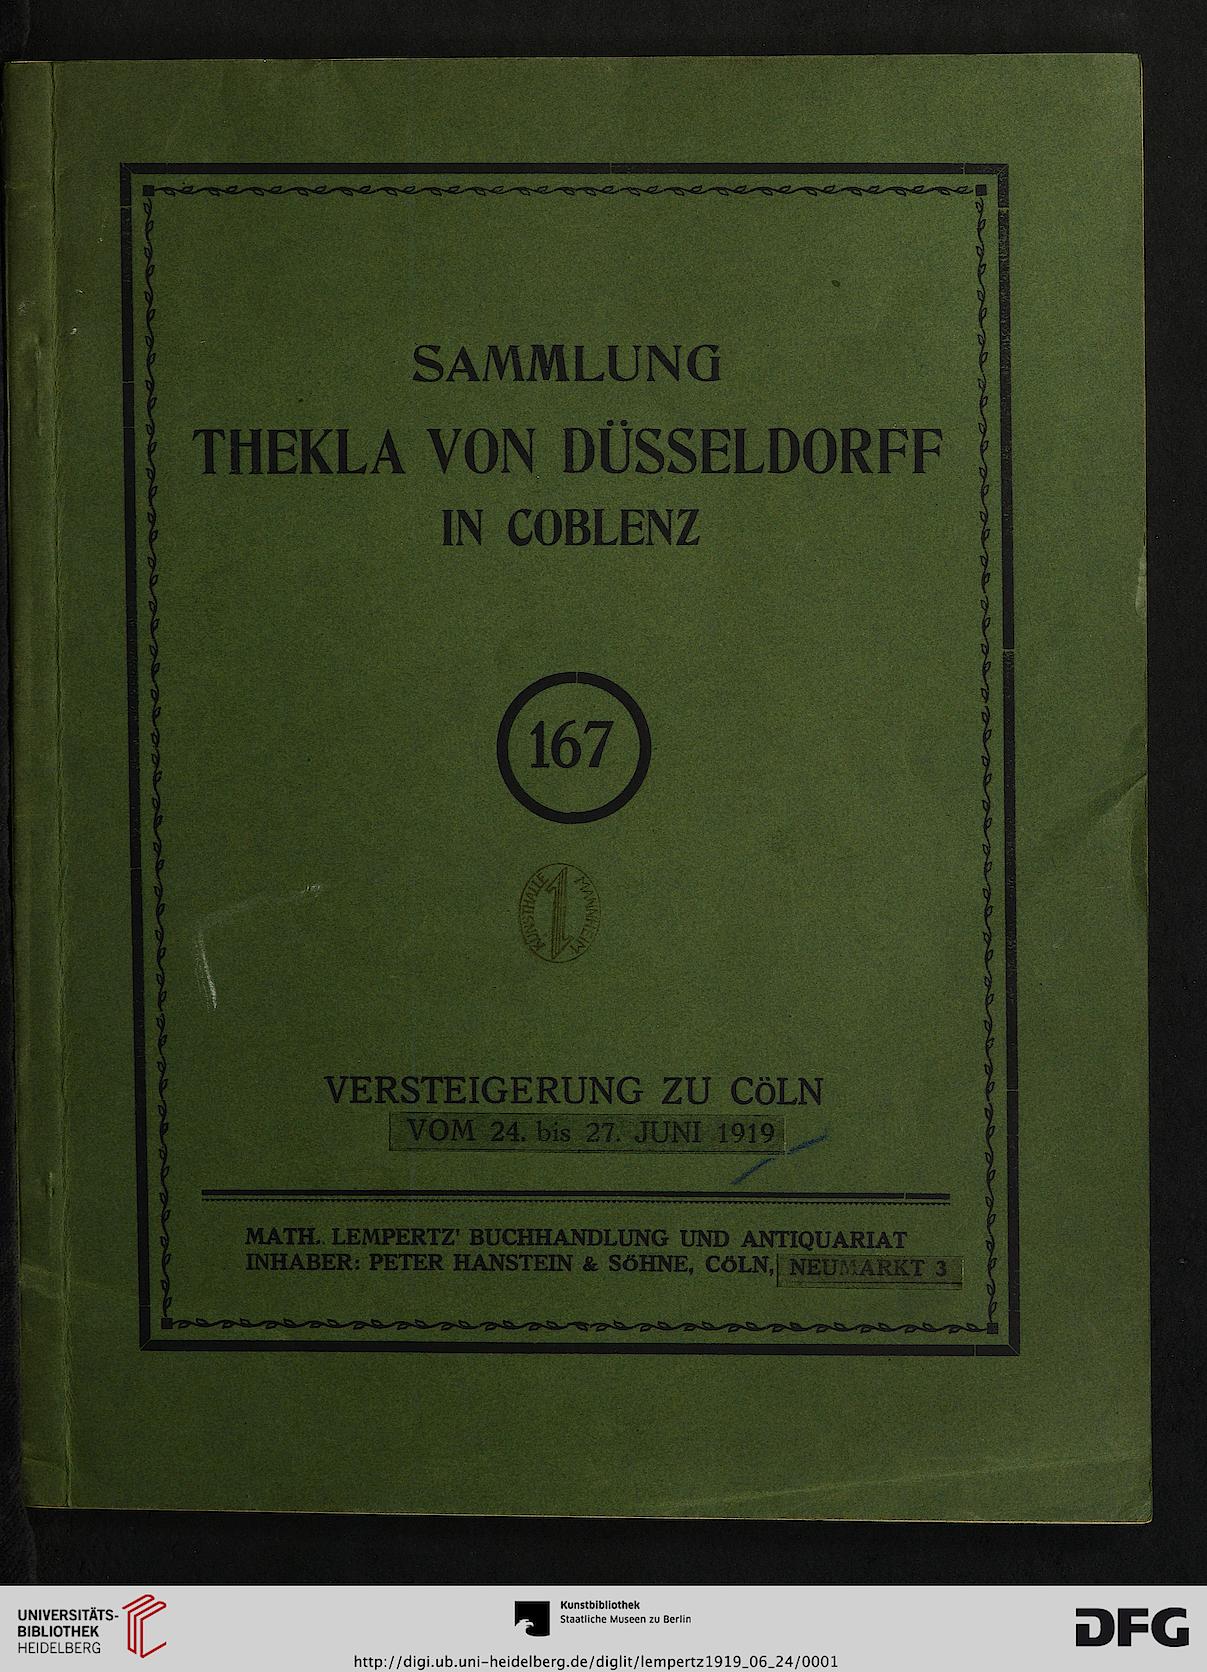 SAMMLUNG
THEKLA VON DÜSSELDORFF
IN COBLENZ
167
KUNSTHALLE MANNHEIM
VERSTEIGERUNG ZU CÖLN
VOM 24. bis 27. JUNI 1919
MATH. LEMPERTZ' BUCHHANDLUNG UND ANTIQUARIAT
INHABER: PETER HANSTEIN & SÖHNE, CÖLN, NEUMARKT 3
UNIVERSITÄTS-
BIBLIOTHEK
HEIDELBERG
Kunstbibliothek
Staatliche Museen zu Berlin
DFG
http://digi.ub.uni-heidelberg.de/diglit/lempertz1919_06_24/0001